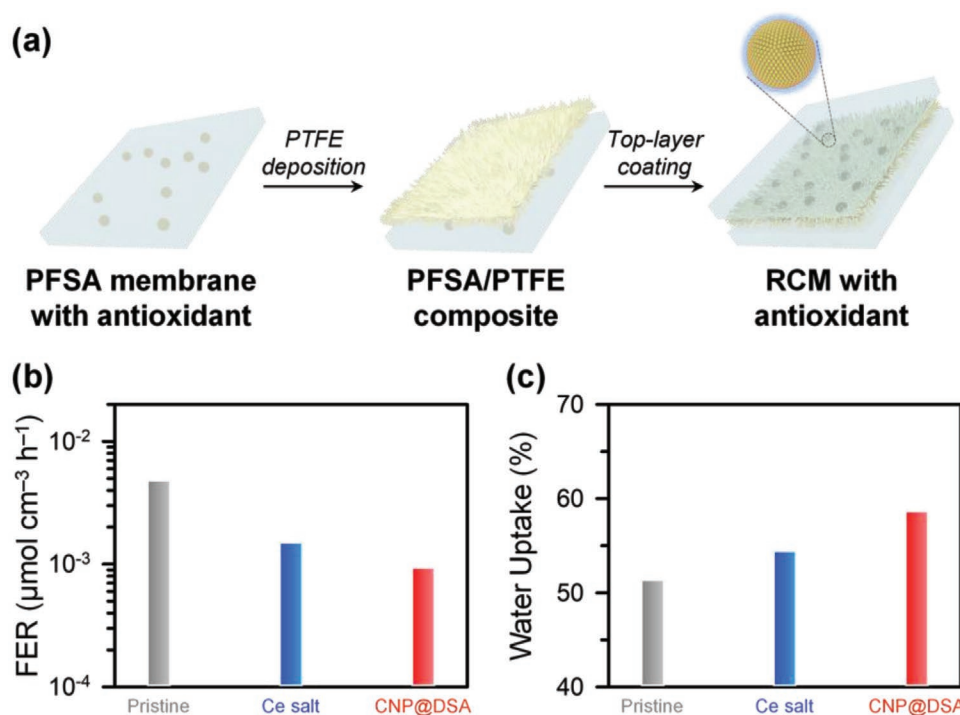 (a)
PTFE
deposition
Top-layer
coating
PFSA membrane
with antioxidant
PFSA/PTFE
composite
RCM with
antioxidant
(b)
FER (µmol cm⁻³ h⁻¹)
10⁻²
10⁻³
10⁻⁴
Pristine
Ce salt
CNP@DSA
(c)
Water Uptake (%)
70
60
50
40
Pristine
Ce salt
CNP@DSA